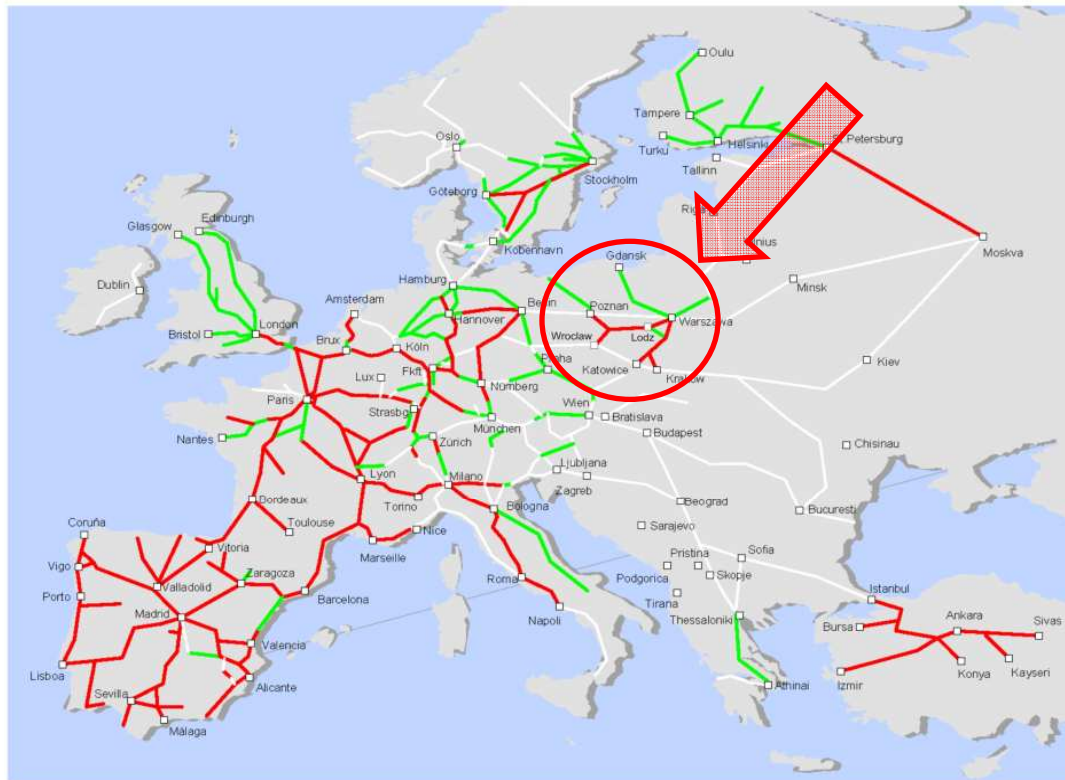 Oulu
Tampere
Oslo
Turku
Helsinki
St Petersburg
Tallinn
Stockholm
Göteborg
Edinburgh
Glasgow
Moskva
Kobenhavn
Gdansk
Minsk
Dublin
Hamburg
Amsterdam
Berlin
Poznan
Hannover
Warszawa
Bristol
London
Wroclaw
Lodz
Brux
Köln
Praha
Kiev
Katowice
Krakow
Lux
Fkft
Nürnberg
Paris
Strasbg
Wien
Bratislava
Nantes
München
Budapest
Zürich
Chisinau
Lyon
Milano
Ljubljana
Zagreb
Bordeaux
Torino
Bologna
Beograd
Bucuresti
Coruña
Toulouse
Nice
Sarajevo
Vitoria
Marseille
Pristina
Sofia
Vigo
Zaragoza
Valladolid
Roma
Podgorica
Skopje
Istanbul
Porto
Barcelona
Tirana
Madrid
Napoli
Thessaloniki
Bursa
Ankara
Sivas
Valencia
Lisboa
Alicante
Izmir
Konya
Kayseri
Sevilla
Athinai
Málaga